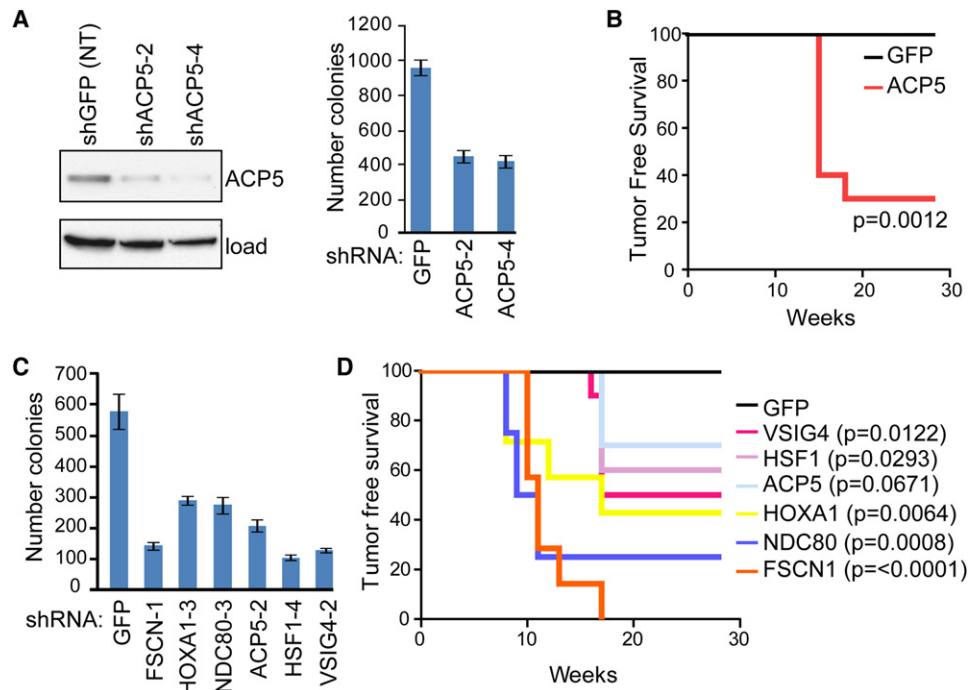 A
shGFP (NT)
shACP5-2
shACP5-4
ACP5
load
Number colonies
1200
1000
800
600
400
200
0
shRNA:
GFP
ACP5-2
ACP5-4
B
Tumor Free Survival
100
80
60
40
20
0
GFP
ACP5
p=0.0012
0 10 20 30
Weeks
C
Number colonies
700
600
500
400
300
200
100
0
shRNA:
GFP
FSCN-1
HOXA1-3
NDC80-3
ACP5-2
HSF1-4
VSIG4-2
D
Tumor free survival
100
80
60
40
20
0
0 10 20 30
Weeks
GFP
VSIG4 (p=0.0122)
HSF1 (p=0.0293)
ACP5 (p=0.0671)
HOXA1 (p=0.0064)
NDC80 (p=0.0008)
FSCN1 (p=<0.0001)